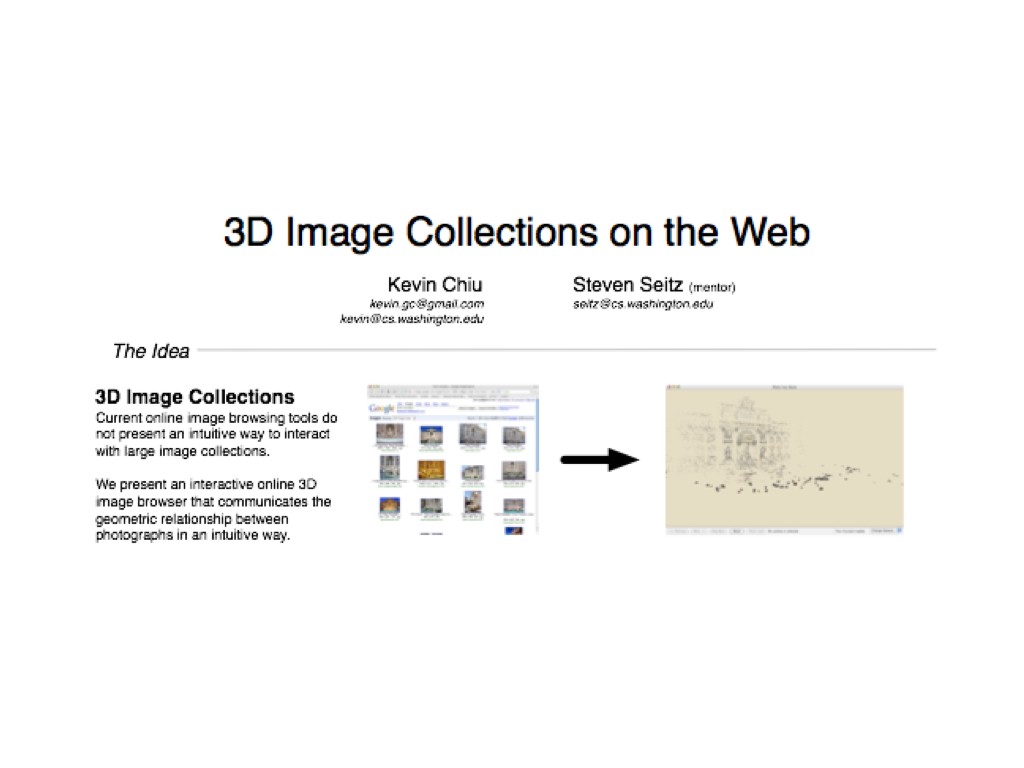 3D Image Collections on the Web
Kevin Chiu
kevin.gc@gmail.com
kevin@cs.washington.edu
Steven Seitz (mentor)
seitz@cs.washington.edu
The Idea
3D Image Collections
Current online image browsing tools do
not present an intuitive way to interact
with large image collections.
We present an interactive online 3D
image browser that communicates the
geometric relationship between
photographs in an intuitive way.
Google